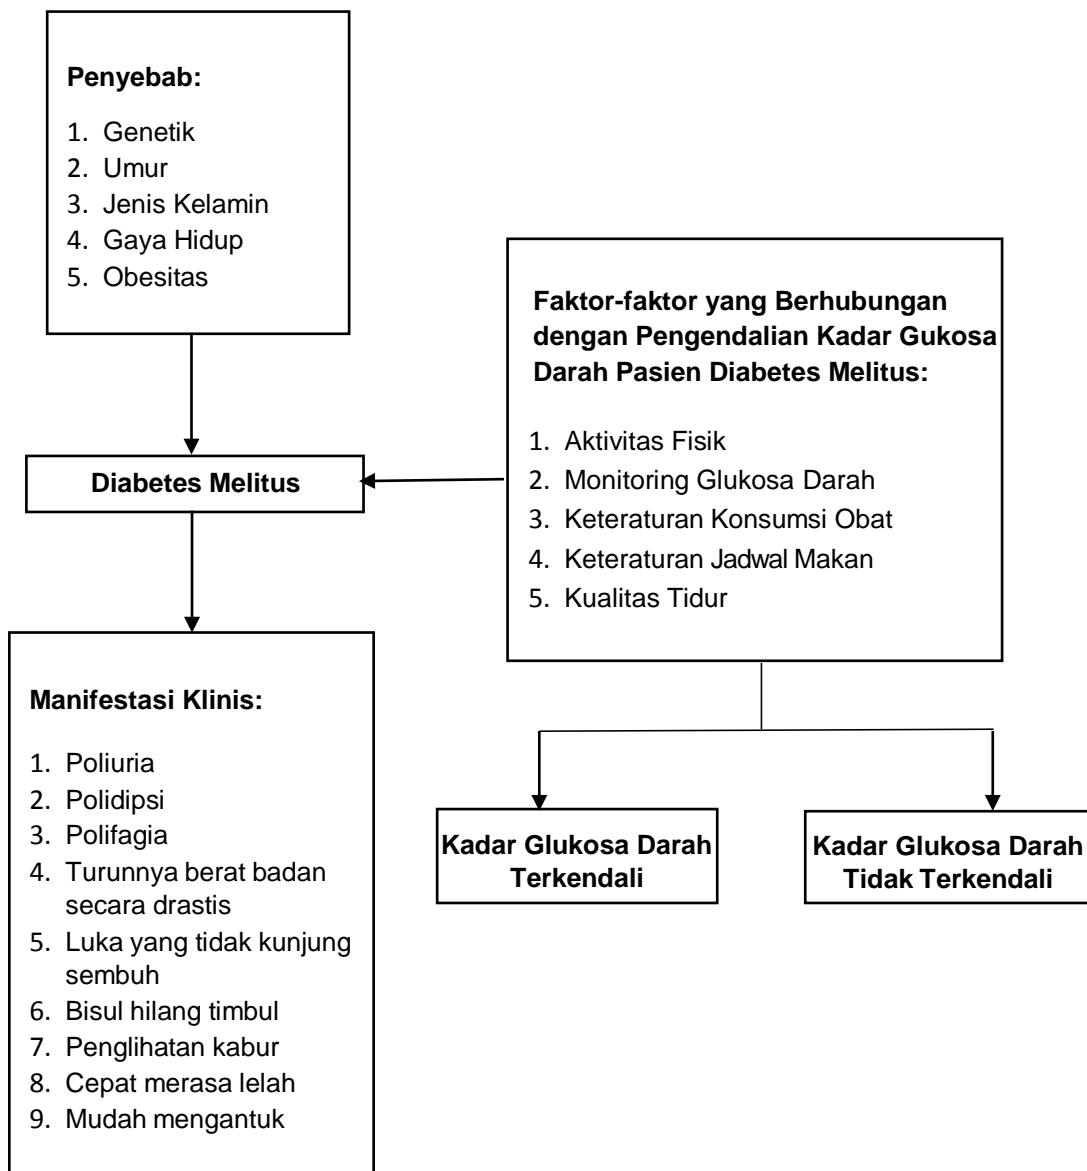 Penyebab:
1. Genetik
2. Umur
3. Jenis Kelamin
4. Gaya Hidup
5. Obesitas
Faktor-faktor yang Berhubungan
dengan Pengendalian Kadar Gukosa
Darah Pasien Diabetes Melitus:
1. Aktivitas Fisik
2. Monitoring Glukosa Darah
3. Keteraturan Konsumsi Obat
4. Keteraturan Jadwal Makan
5. Kualitas Tidur
Diabetes Melitus
Manifestasi Klinis:
1. Poliuria
2. Polidipsi
3. Polifagia
4. Turunnya berat badan
secara drastis
5. Luka yang tidak kunjung
sembuh
6. Bisul hilang timbul
7. Penglihatan kabur
8. Cepat merasa lelah
9. Mudah mengantuk
Kadar Glukosa Darah
Terkendali
Kadar Glukosa Darah
Tidak Terkendali